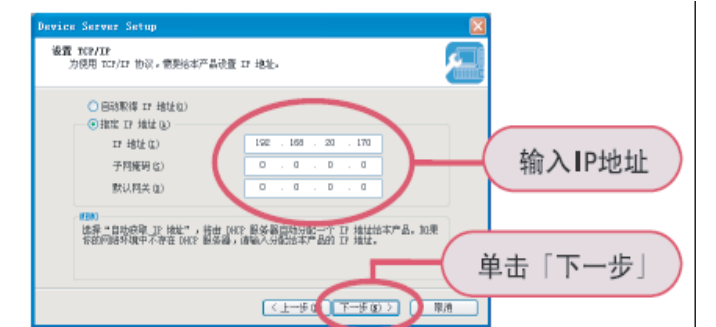 Device Server Setup
设置 TCP/IP
为使用 TCP/IP 协议，需要给本产品设置 IP 地址。
自动取得 IP 地址(U)
指定 IP 地址(S)
IP 地址(I) 192 . 168 . 20 . 170
子网掩码(S) 0 . 0 . 0 . 0
默认网关(G) 0 . 0 . 0 . 0
输入IP地址
选择“自动获取 IP 地址”，将由 DHCP 服务器自动分配一个 IP 地址给本产品。如果
你的网络环境中不存在 DHCP 服务器，请输入分配给本产品的 IP 地址。
单击「下一步」
<上一步 下一步(N) > 取消